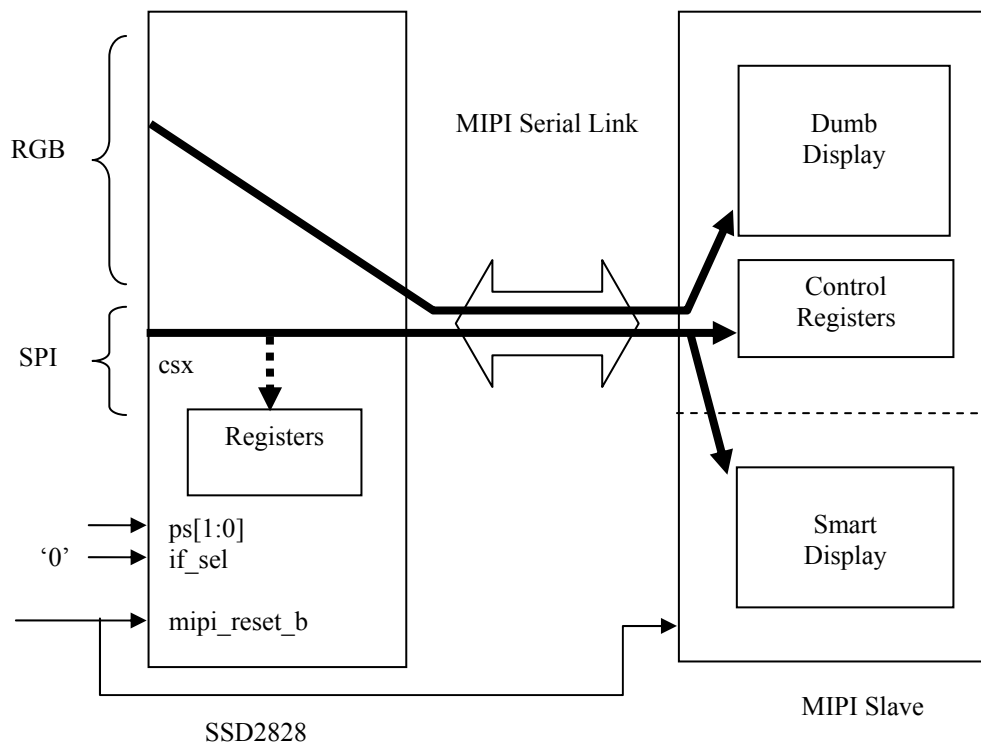 RGB
MIPI Serial Link
Dumb
Display
Control
Registers
SPI
csx
Registers
ps[1:0]
‘0’
if_sel
Smart
Display
mipi_reset_b
MIPI Slave
SSD2828